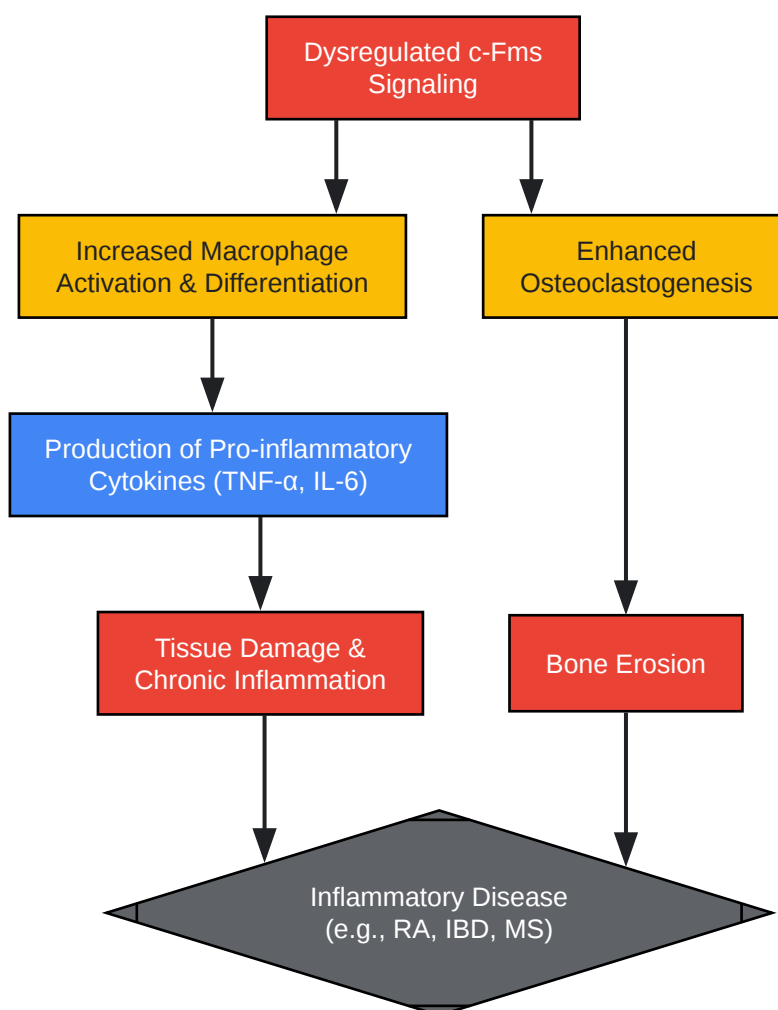 Dysregulated c-Fms
Signaling
Increased Macrophage
Activation & Differentiation
Enhanced
Osteoclastogenesis
Production of Pro-inflammatory
Cytokines (TNF-α, IL-6)
Tissue Damage &
Chronic Inflammation
Bone Erosion
Inflammatory Disease
(e.g., RA, IBD, MS)